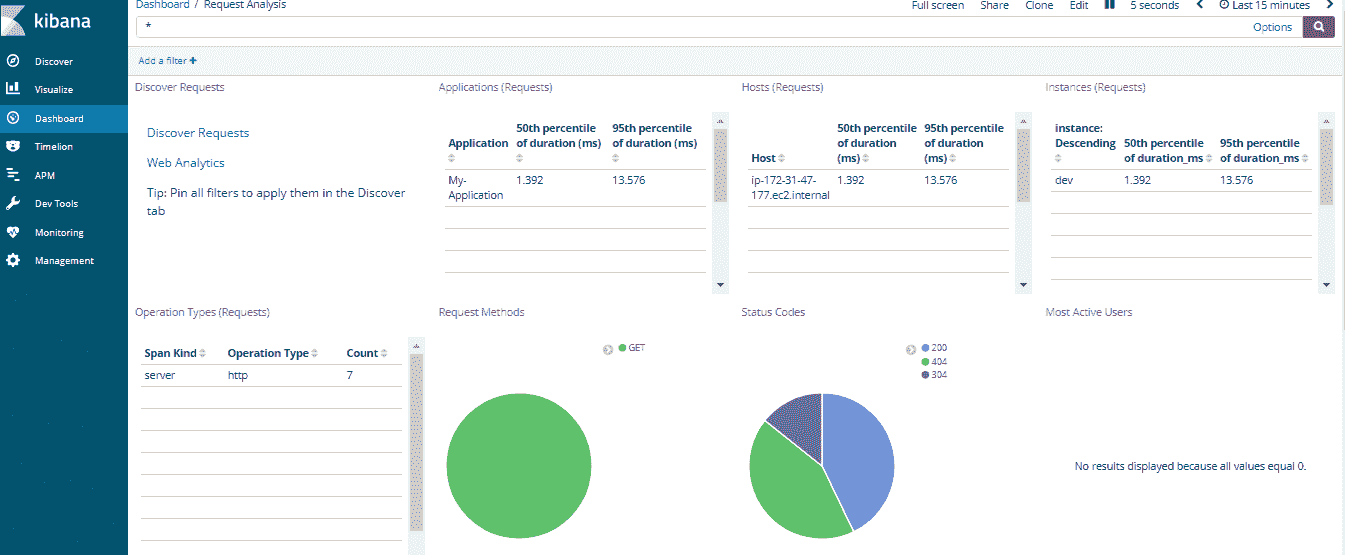 kibana
Discover
Visualize
Dashboard
Timelion
APM
Dev Tools
Monitoring
Management
Dashboard / Request Analysis
Full screen Share Clone Edit 5 seconds Last 15 minutes
*
Options
Add a filter +
Discover Requests
Discover Requests
Web Analytics
Tip: Pin all filters to apply them in the Discover
tab
Applications (Requests)
Application 50th percentile of duration (ms) 95th percentile of duration (ms)
My-Application 1.392 13.576
Hosts (Requests)
Host 50th percentile of duration (ms) 95th percentile of duration (ms)
ip-172-31-47-177.ec2.internal 1.392 13.576
Instances (Requests)
instance: Descending 50th percentile of duration_ms 95th percentile of duration_ms
dev 1.392 13.576
Operation Types (Requests)
Span Kind Operation Type Count
server http 7
Request Methods
GET
Status Codes
200
404
304
Most Active Users
No results displayed because all values equal 0.